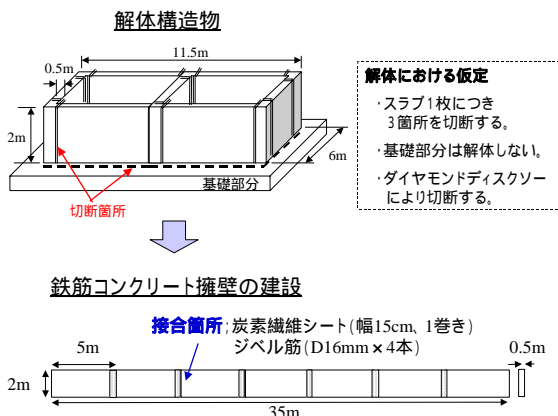 解体構造物
11.5m
0.5m
2m
6m
基礎部分
切断箇所
解体における仮定
・スラブ1枚につき
3箇所を切断する。
・基礎部分は解体しない。
・ダイヤモンドディスクソー
により切断する。
鉄筋コンクリート擁壁の建設
接合箇所;炭素繊維シート(幅15cm、1巻き)
ジベル筋(D16mm×4本)
5m
0.5m
2m
35m